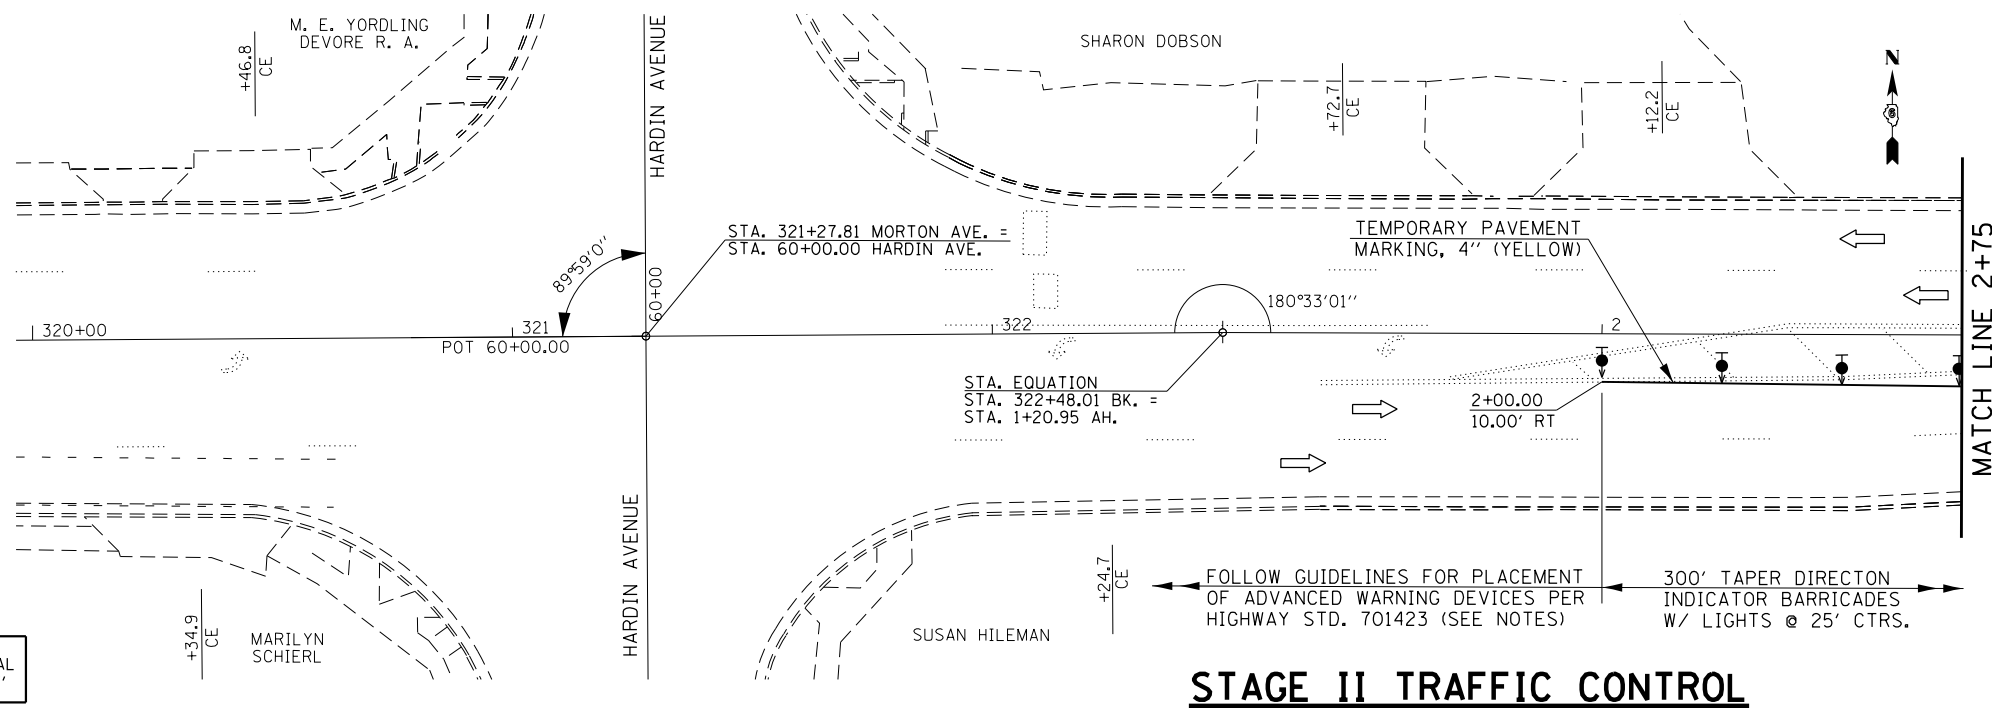 M. E. YORDLING
DEVORE R. A.
+46.8
CE
HARDIN AVENUE
SHARON DOBSON
+72.7
CE
+12.2
CE
N
STA. 321+27.81 MORTON AVE. =
STA. 60+00.00 HARDIN AVE.
TEMPORARY PAVEMENT
MARKING, 4'' (YELLOW)
89°59'0''
60+00
180°33'01''
320+00
321
322
2
POT 60+00.00
MATCH LINE 2+75
STA. EQUATION
STA. 322+48.01 BK. =
STA. 1+20.95 AH.
2+00.00
10.00' RT
HARDIN AVENUE
+24.7
CE
FOLLOW GUIDELINES FOR PLACEMENT
OF ADVANCED WARNING DEVICES PER
HIGHWAY STD. 701423 (SEE NOTES)
300' TAPER DIRECTON
INDICATOR BARRICADES
W/ LIGHTS @ 25' CTRS.
+34.9
CE
MARILYN
SCHIERL
SUSAN HILEMAN
AL
STAGE II TRAFFIC CONTROL